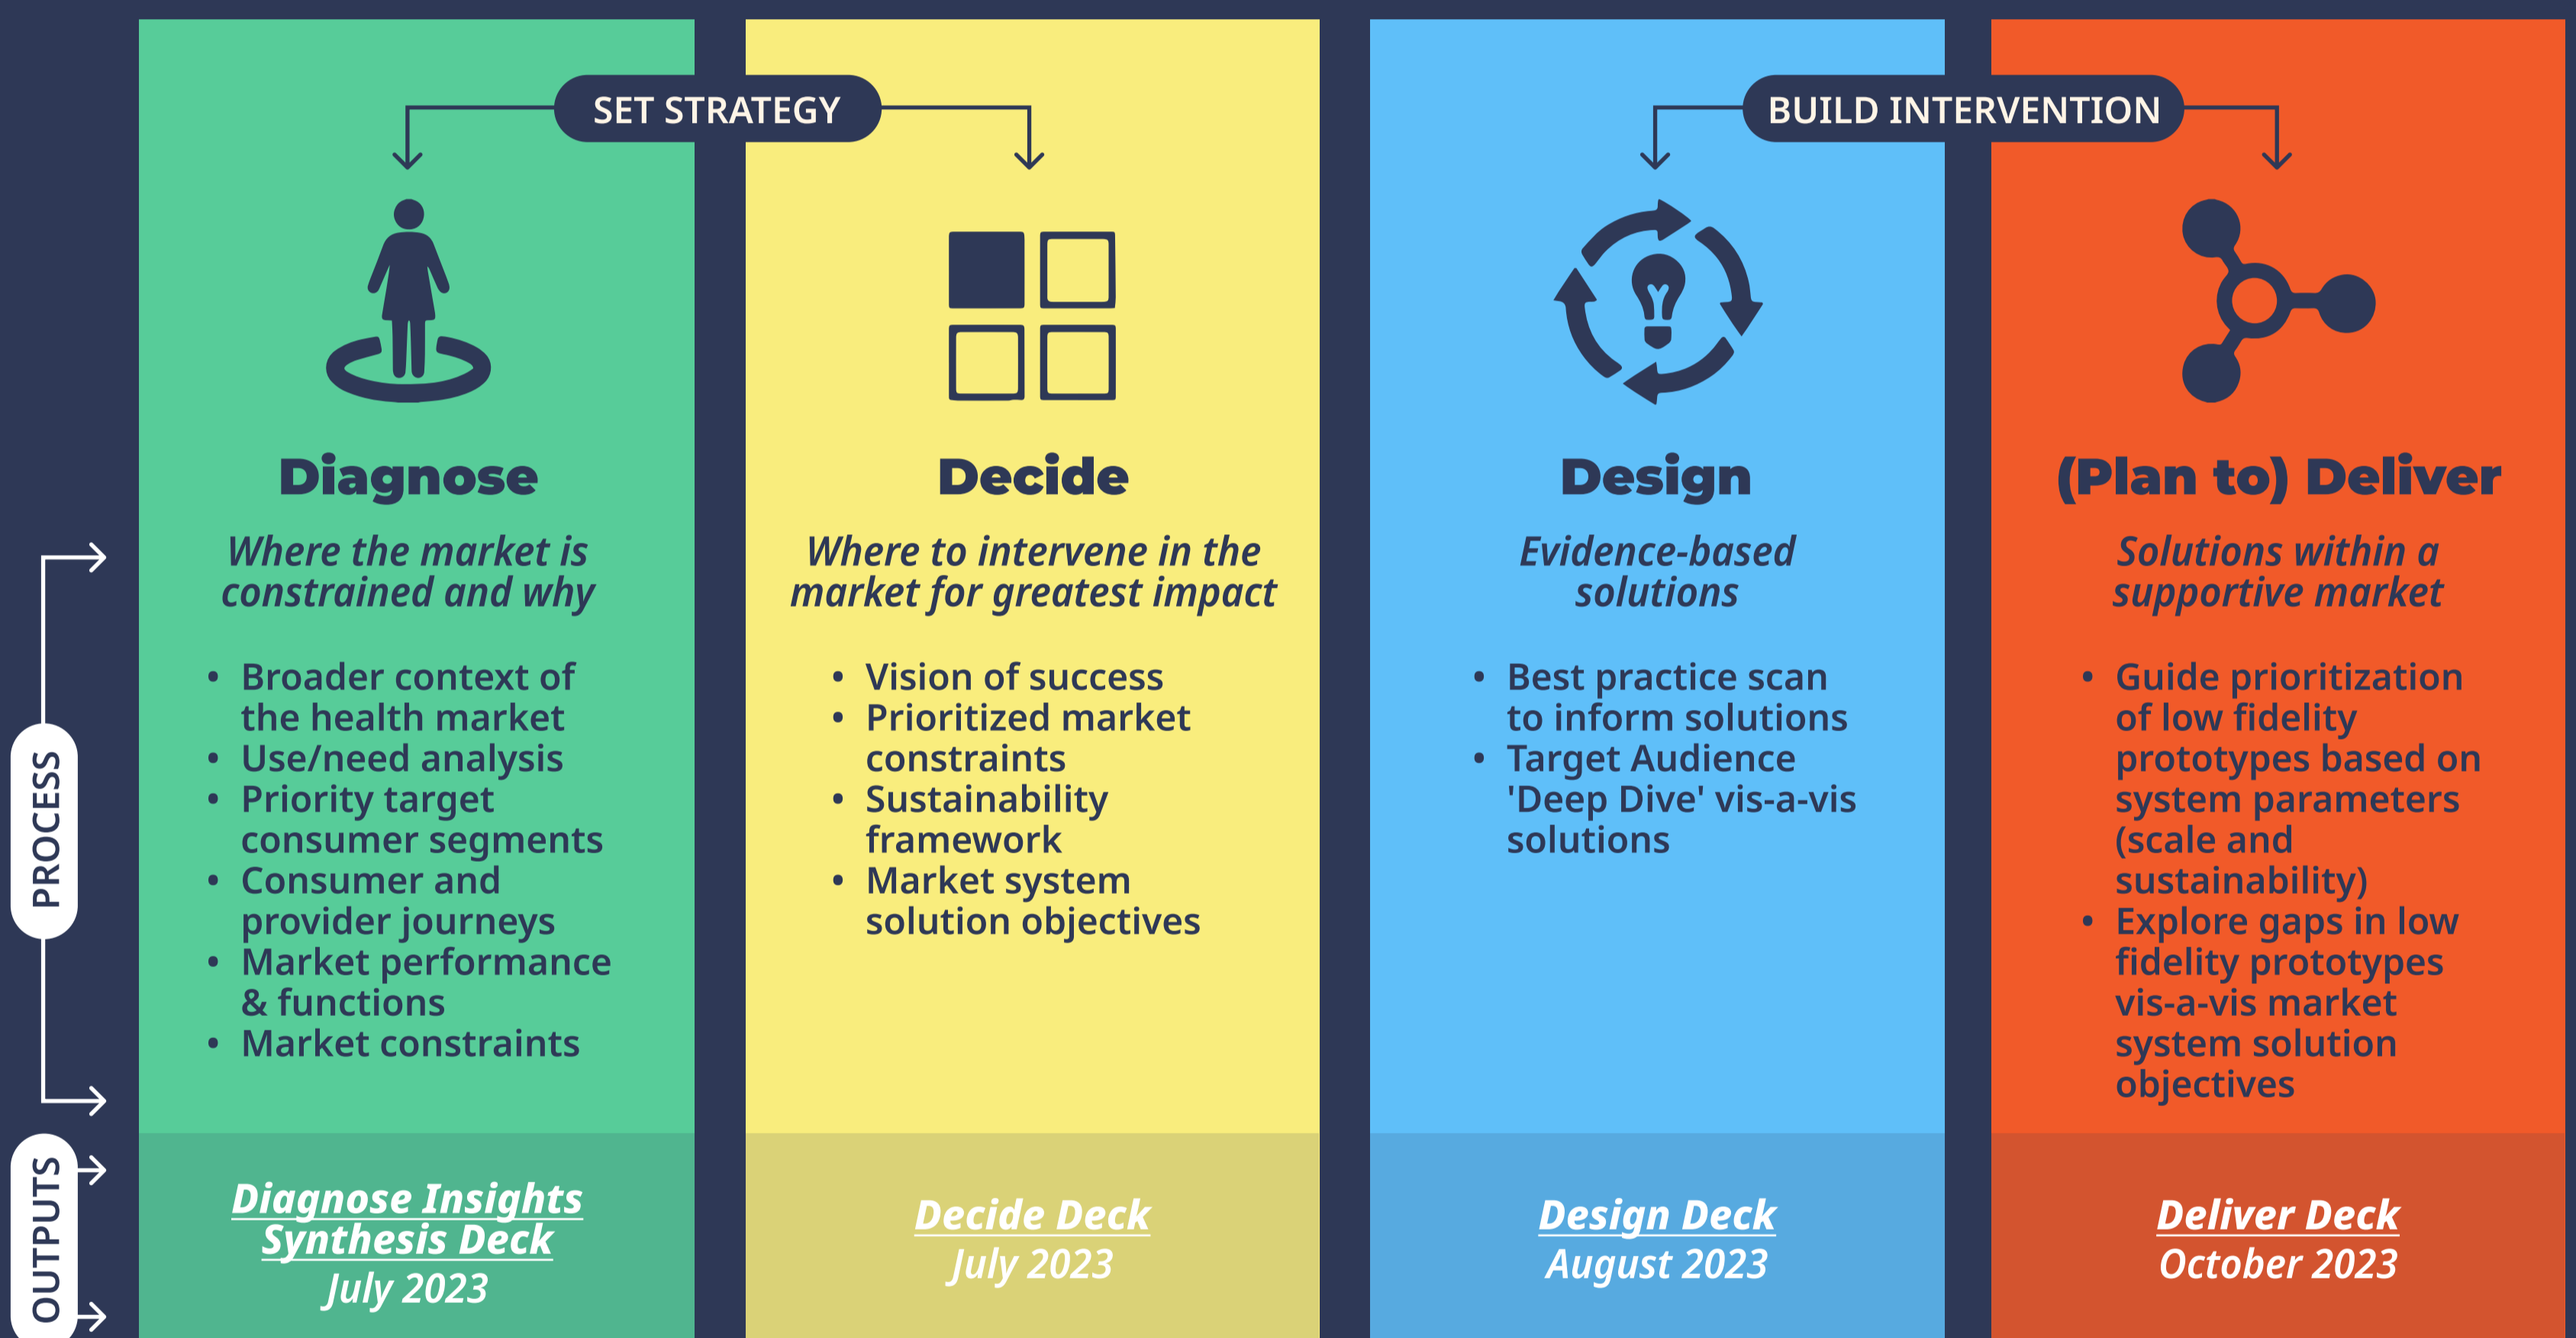 SET STRATEGY
BUILD INTERVENTION
PROCESS
OUTPUTS
Diagnose
Where the market is
constrained and why
• Broader context of
the health market
• Use/need analysis
• Priority target
consumer segments
• Consumer and
provider journeys
• Market performance
& functions
• Market constraints
Diagnose Insights
Synthesis Deck
July 2023
Decide
Where to intervene in the
market for greatest impact
• Vision of success
• Prioritized market
constraints
• Sustainability
framework
• Market system
solution objectives
Decide Deck
July 2023
Design
Evidence-based
solutions
• Best practice scan
to inform solutions
• Target Audience
'Deep Dive' vis-a-vis
solutions
Design Deck
August 2023
(Plan to) Deliver
Solutions within a
supportive market
• Guide prioritization
of low fidelity
prototypes based on
system parameters
(scale and
sustainability)
• Explore gaps in low
fidelity prototypes
vis-a-vis market
system solution
objectives
Deliver Deck
October 2023